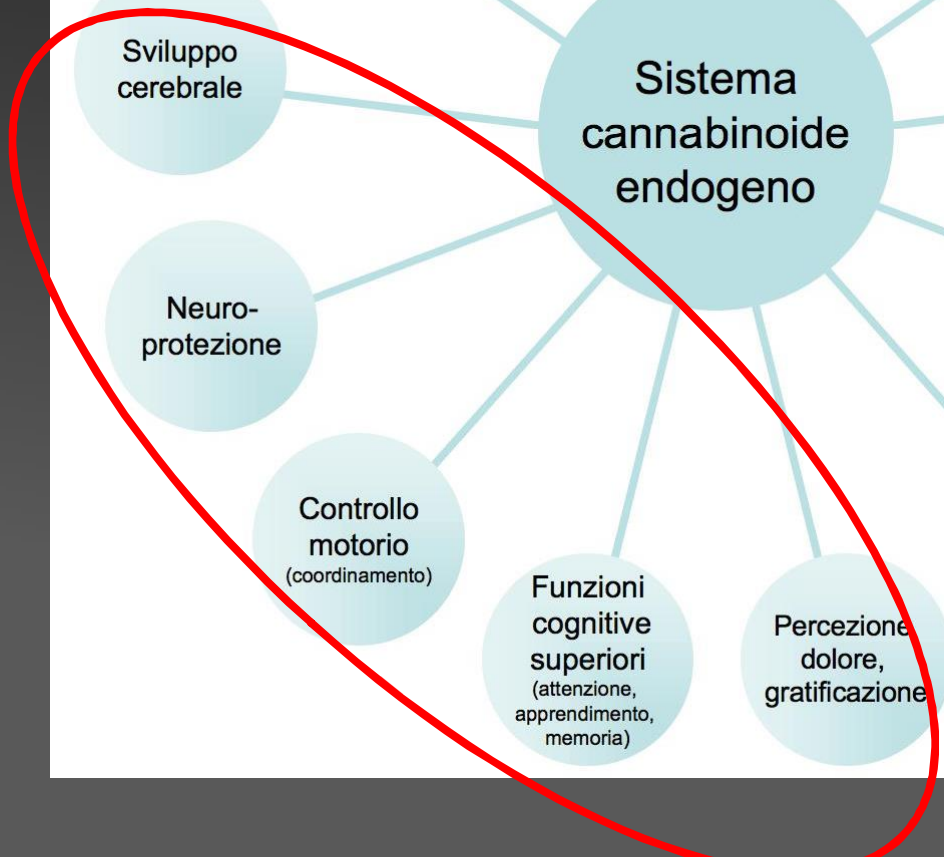 Sviluppo
cerebrale
Sistema
cannabinoide
endogeno
Neuro-
protezione
Controllo
motorio
(coordinamento)
Funzioni
cognitive
superiori
(attenzione,
apprendimento,
memoria)
Percezione
dolore,
gratificazione